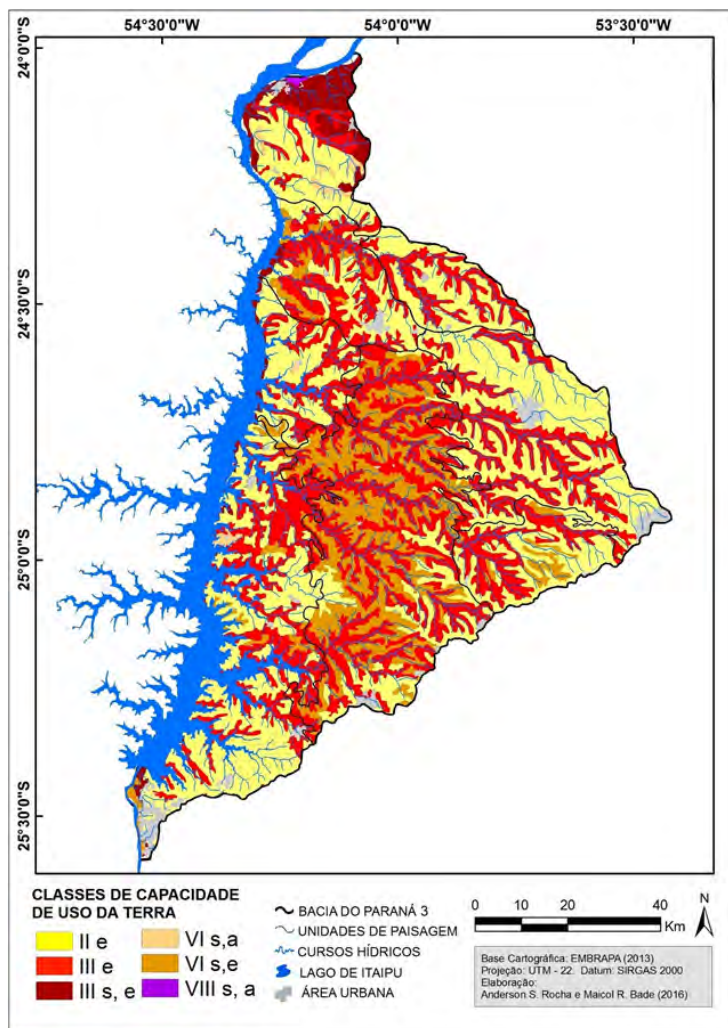 54°30'0"W 54°0'0"W 53°30'0"W
24°0'0"S
24°30'0"S
25°0'0"S
25°30'0"S
CLASSES DE CAPACIDADE
DE USO DA TERRA
II e
III e
III s, e
VI s,a
VI s,e
VIII s, a
BACIA DO PARANÁ 3
UNIDADES DE PAISAGEM
CURSOS HÍDRICOS
LAGO DE ITAIPU
ÁREA URBANA
0 10 20 40
Km
N
Base Cartográfica: EMBRAPA (2013)
Projeção: UTM - 22. Datum: SIRGAS 2000
Elaboração:
Anderson S. Rocha e Maicol R. Bade (2016)